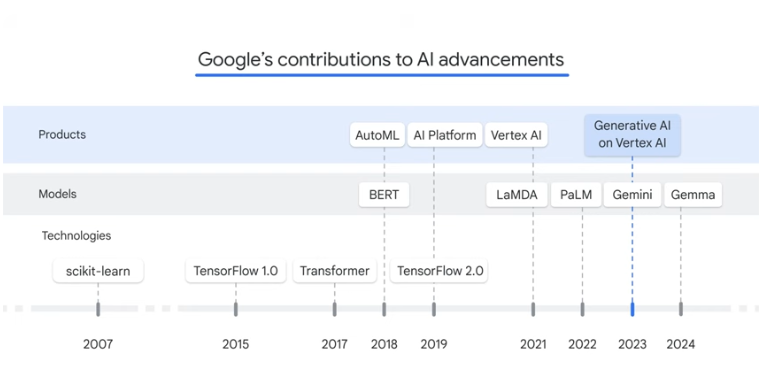 Google's contributions to AI advancements
Products
AutoML
AI Platform
Vertex AI
Generative AI
on Vertex AI
Models
BERT
LaMDA
PaLM
Gemini
Gemma
Technologies
scikit-learn
TensorFlow 1.0
Transformer
TensorFlow 2.0
2007
2015
2017
2018
2019
2021
2022
2023
2024